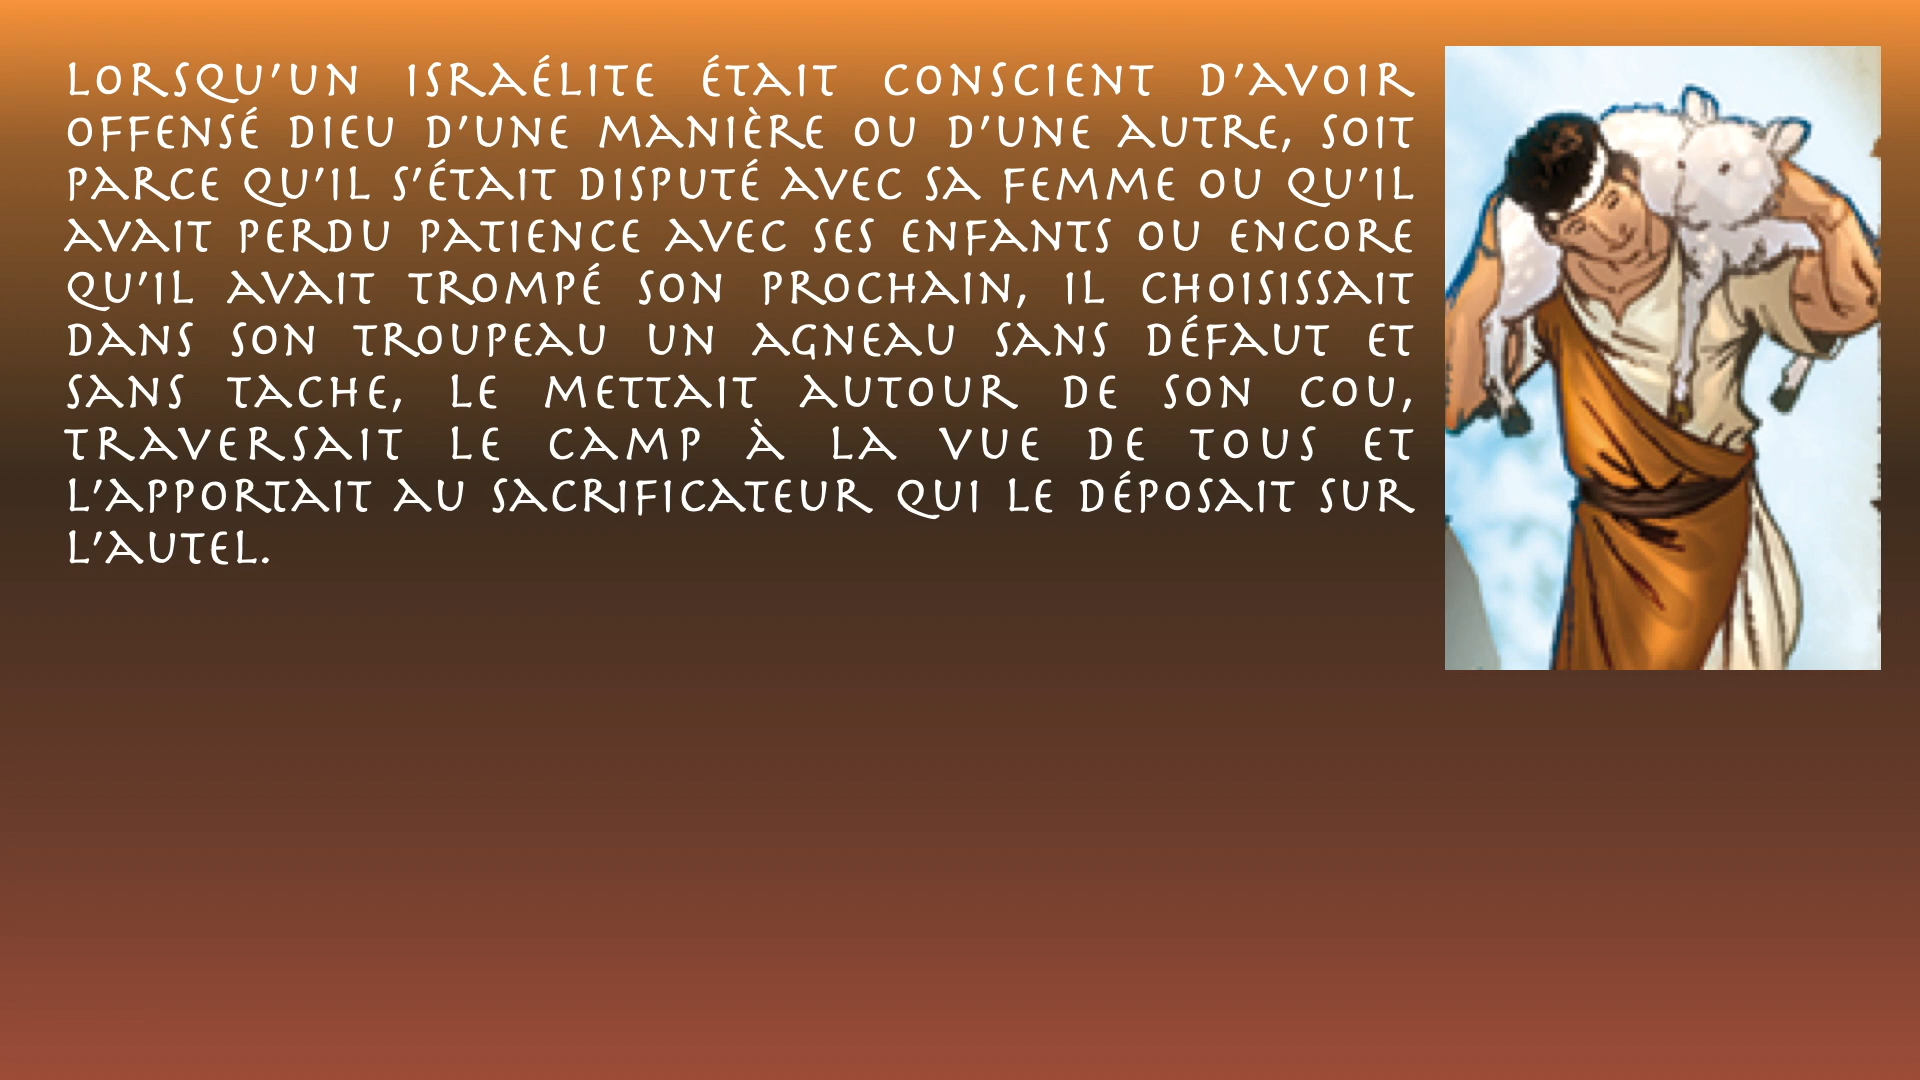 LORSQU'UN ISRAÉLITE ÉTAIT CONSCIENT D'AVOIR
OFFENSÉ DIEU D'UNE MANIÈRE OU D'UNE AUTRE, SOIT
PARCE QU'IL S'ÉTAIT DISPUTÉ AVEC SA FEMME OU QU'IL
AVAIT PERDU PATIENCE AVEC SES ENFANTS OU ENCORE
QU'IL AVAIT TROMPÉ SON PROCHAIN, IL CHOISISSAIT
DANS SON TROUPEAU UN AGNEAU SANS DÉFAUT ET
SANS TACHE, LE METTAIT AUTOUR DE SON COU,
TRAVERSAIT LE CAMP À LA VUE DE TOUS ET
L'APPORTAIT AU SACRIFICATEUR QUI LE DÉPOSAIT SUR
L'AUTEL.